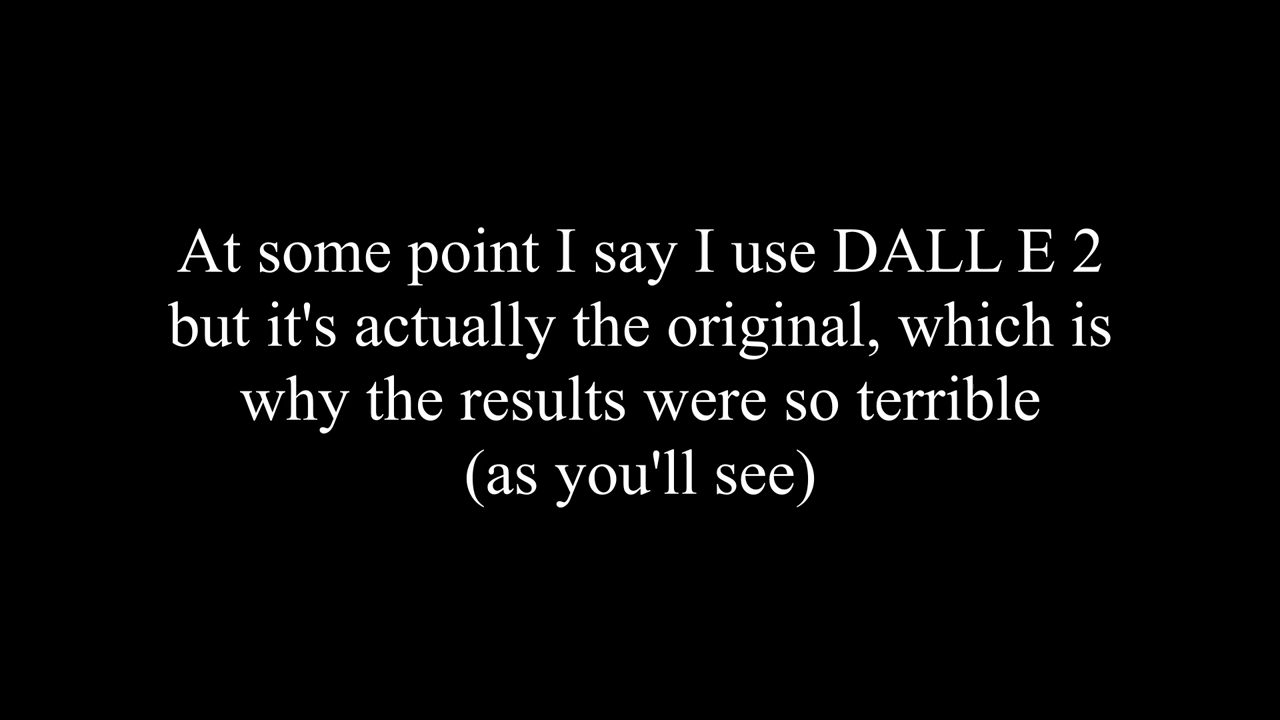 At some point I say I use DALL E 2
but it's actually the original, which is
why the results were so terrible
(as you'll see)